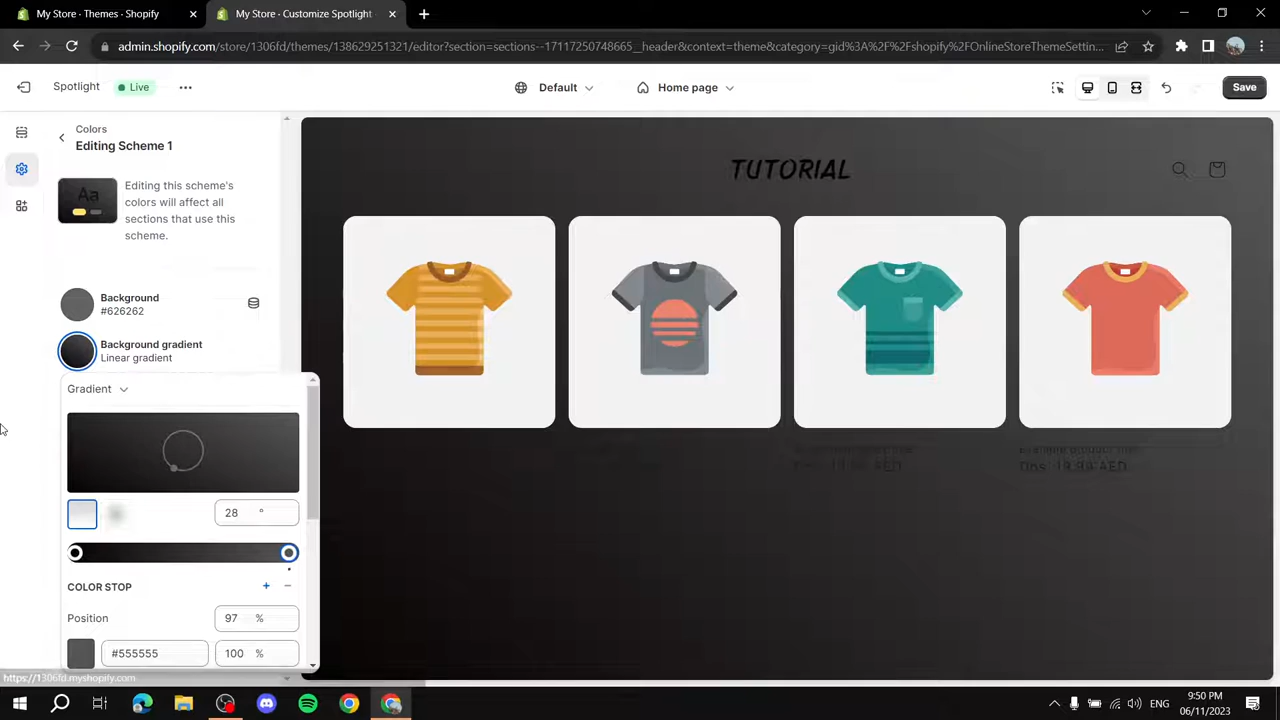 My Store - Themes · Shopify
My Store - Customize Spotlight
admin.shopify.com/store/1306fd/themes/138629251321/editor?section=sections--17117250748665__header&context=theme&category=gid%3A%2F%2Fshopify%2FOnlineStoreThemeSettin...
Spotlight
Live
Default
Home page
Save
Colors
Editing Scheme 1
Aa
Editing this scheme's
colors will affect all
sections that use this
scheme.
TUTORIAL
Background
#626262
Background gradient
Linear gradient
Gradient
28 °
COLOR STOP
Position
97 %
#555555
100 %
https://1306fd.myshopify.com
ENG
9:50 PM
06/11/2023